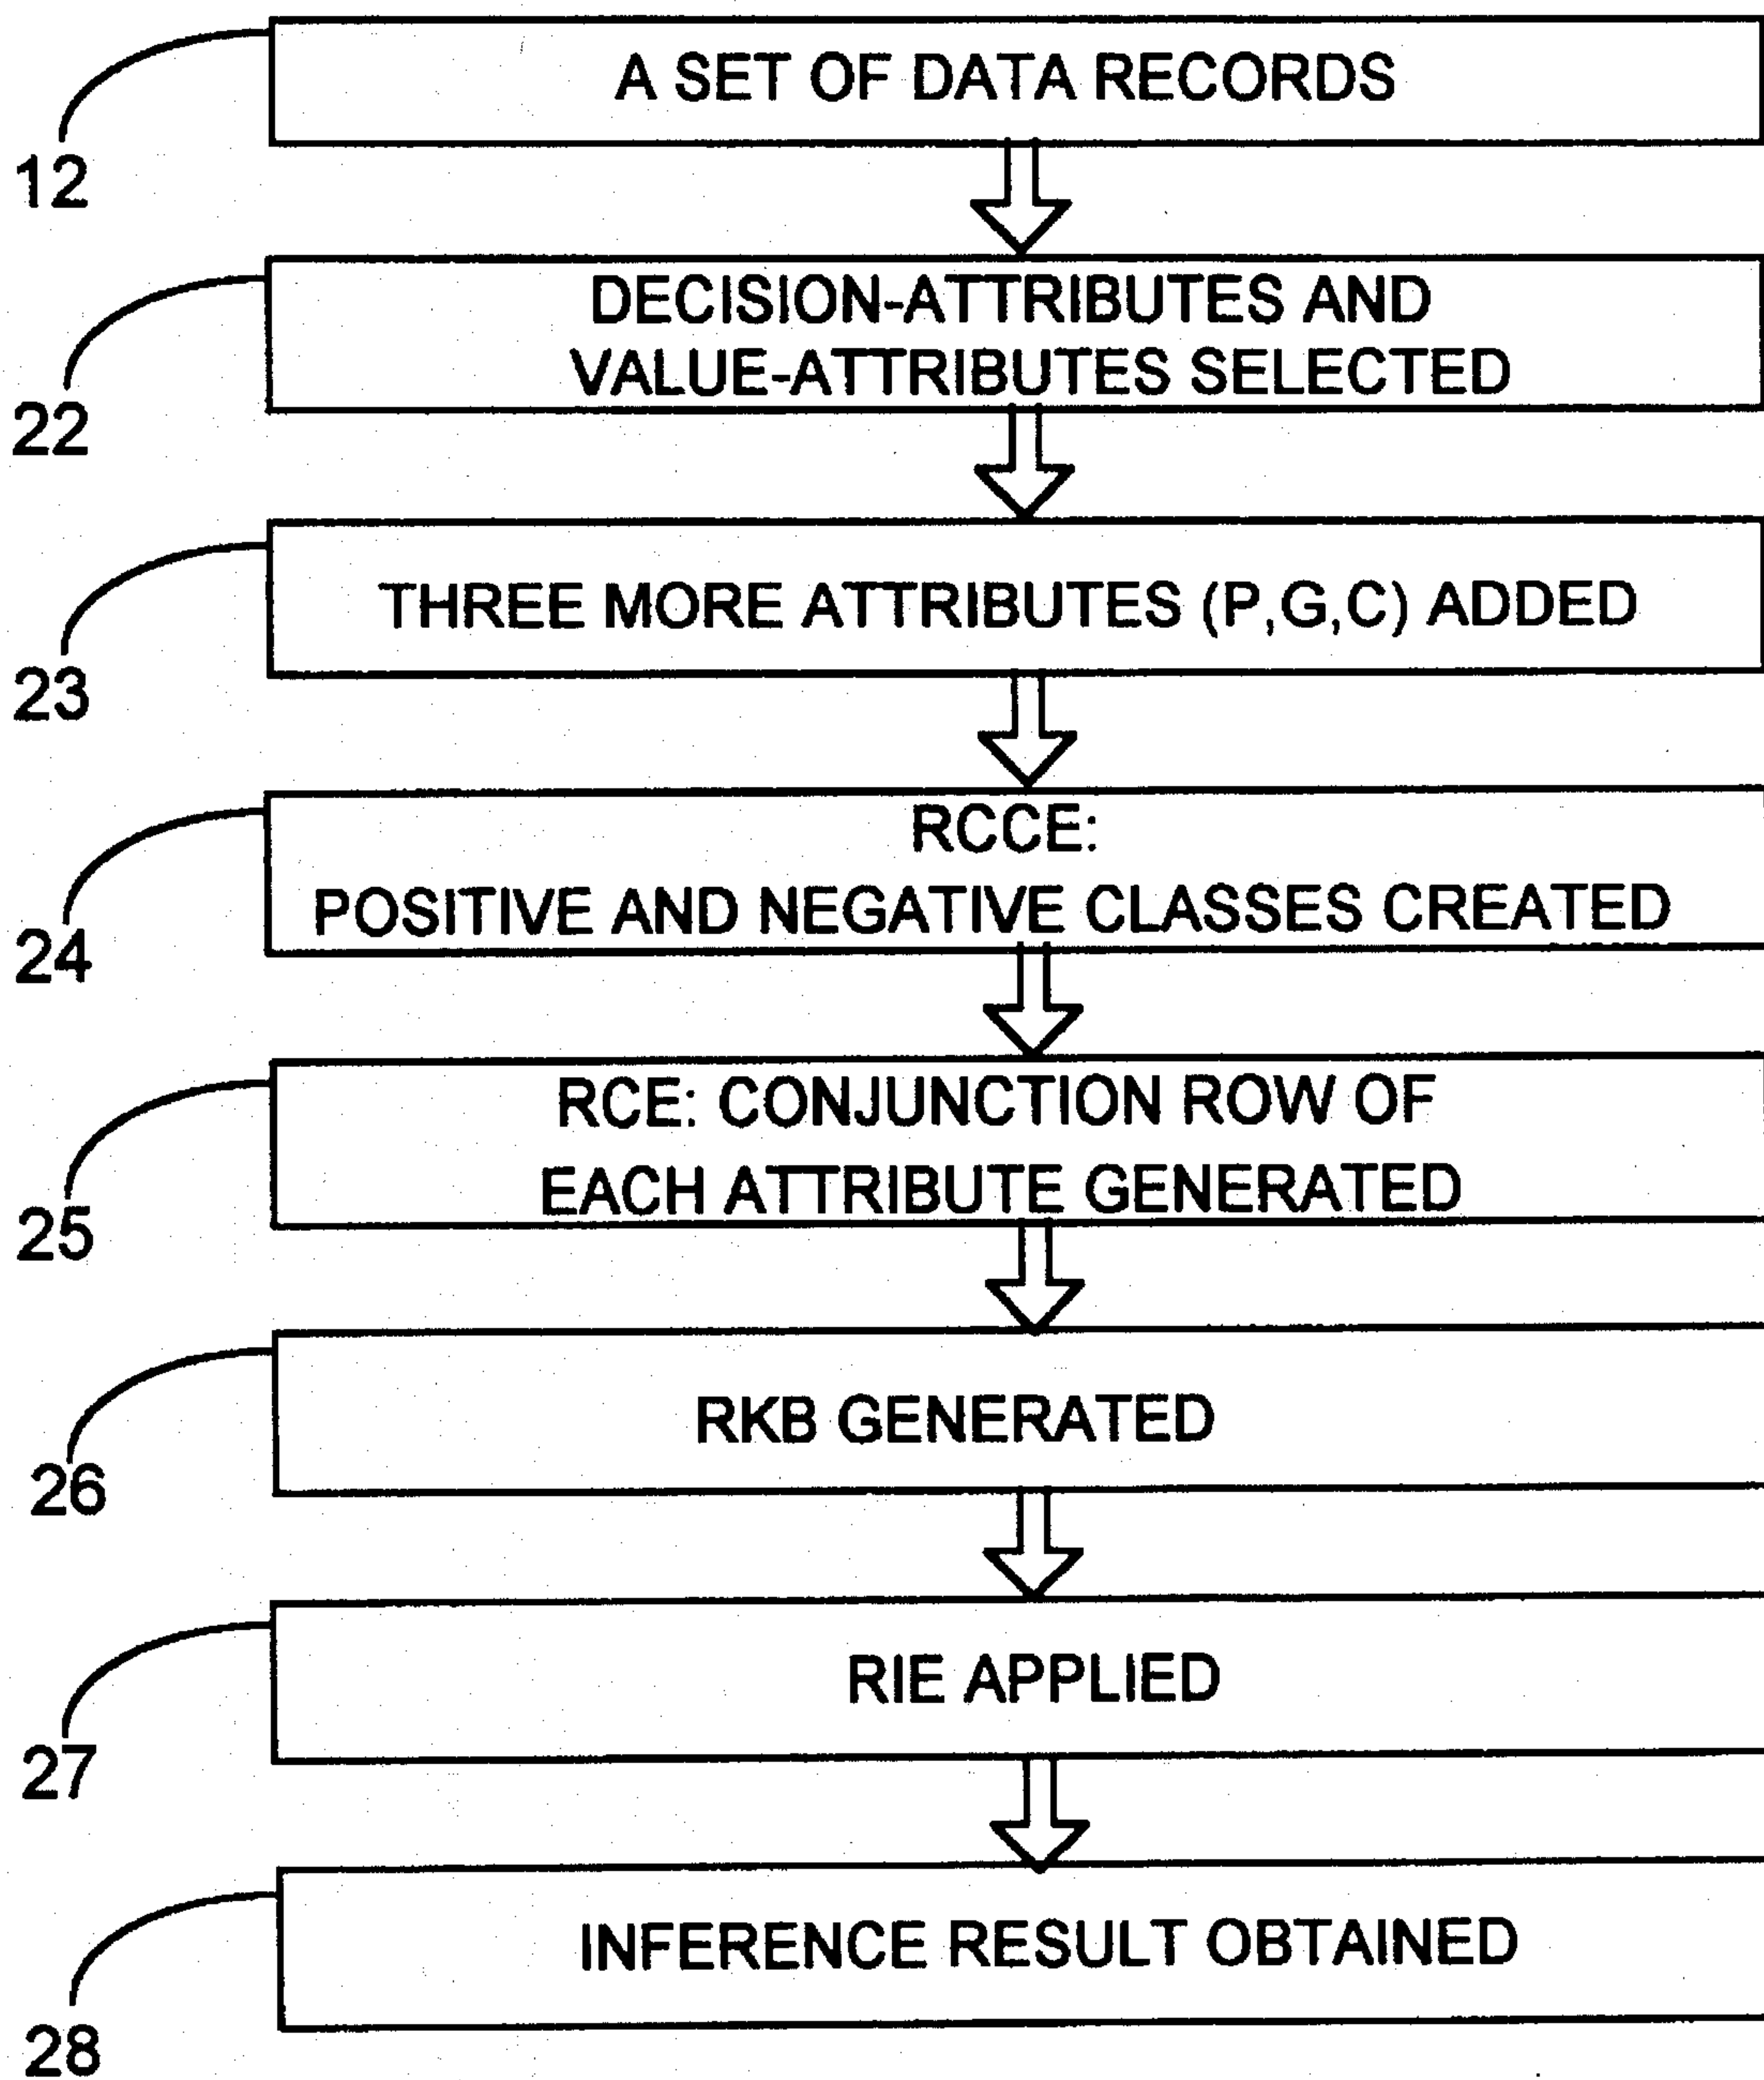 A SET OF DATA RECORDS
12
DECISION-ATTRIBUTES AND
VALUE-ATTRIBUTES SELECTED
22
THREE MORE ATTRIBUTES (P,G,C) ADDED
23
RCCE:
POSITIVE AND NEGATIVE CLASSES CREATED
24
RCE: CONJUNCTION ROW OF
EACH ATTRIBUTE GENERATED
25
RKB GENERATED
26
RIE APPLIED
27
INFERENCE RESULT OBTAINED
28